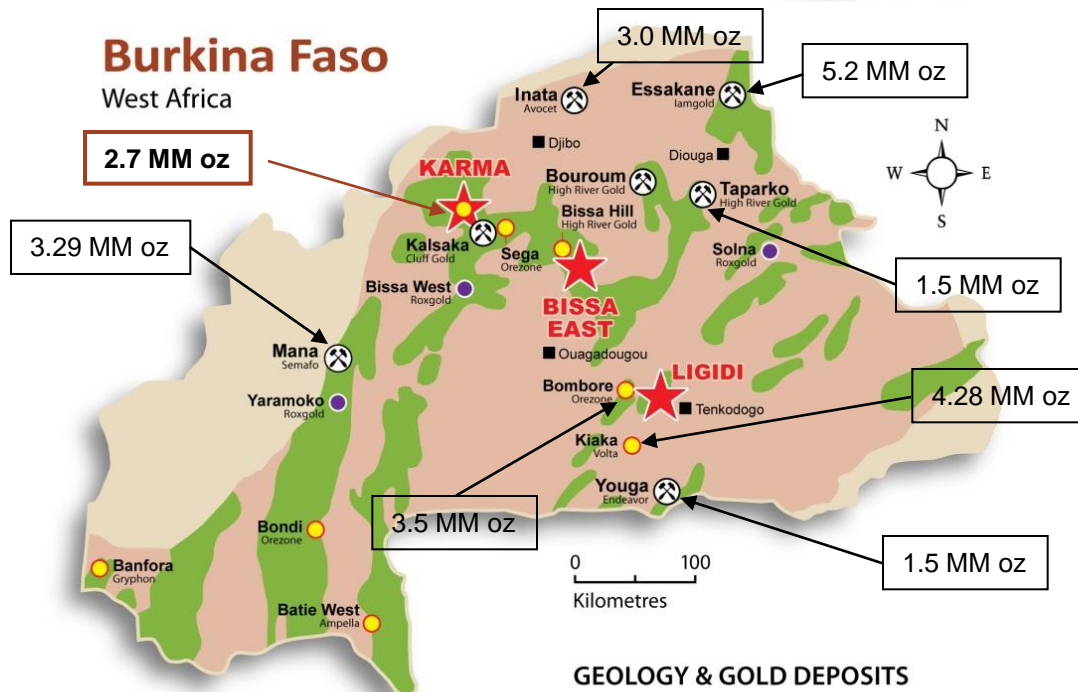 Burkina Faso
West Africa
3.0 MM oz
5.2 MM oz
Inata
Avocet
Essakane
Iamgold
2.7 MM oz
Djibo
Diouga
N
W
E
S
KARMA
Bouroum
High River Gold
Taparko
High River Gold
Bissa Hill
High River Gold
3.29 MM oz
Kalsaka
Cluff Gold
Sega
Orezone
Solna
Roxgold
1.5 MM oz
Bissa West
Roxgold
BISSA
EAST
Mana
Semafo
Ouagadougou
LIGIDI
Bombore
Orezone
4.28 MM oz
Yaramoko
Roxgold
Tenkodogo
Kiaka
Volta
Youga
Endeavor
3.5 MM oz
Bondi
Orezone
1.5 MM oz
Banfora
Gryphon
0
100
Kilometres
Batie West
Ampella
GEOLOGY & GOLD DEPOSITS